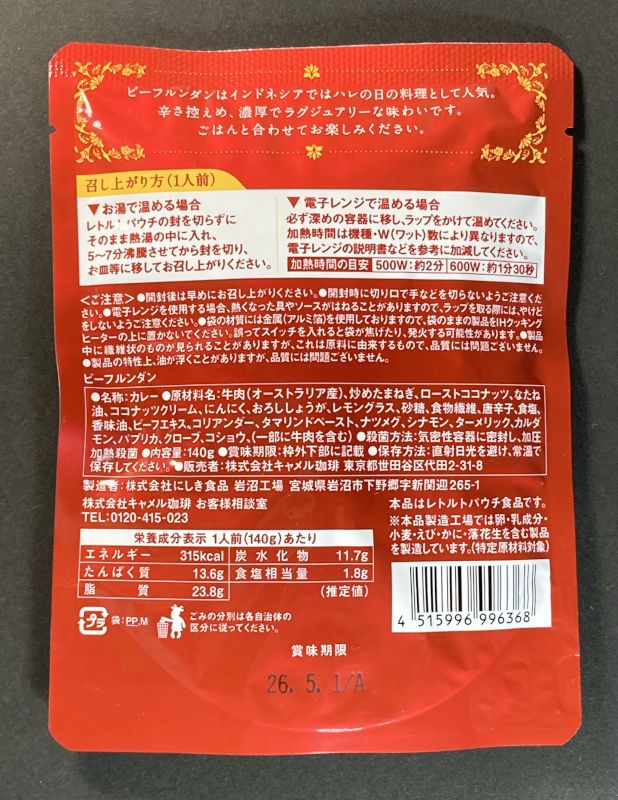 ビーフルンダンはインドネシアではハレの日の料理として人気。
辛さ控えめ、濃厚でラグジュアリーな味わいです。
ごはんと合わせてお楽しみください。
召し上がり方(1人前)
▼お湯で温める場合
レトルトパウチの封を切らずに
そのまま熱湯の中に入れ、
5〜7分沸騰させてから封を切り、
お皿等に移してお召し上がりください。
▼電子レンジで温める場合
必ず深めの容器に移し、ラップをかけて温めてください。
加熱時間は機種・W(ワット)数により異なりますので、
電子レンジの説明書などを参考に加減してください。
加熱時間の目安 500W:約2分 600W:約1分30秒
<ご注意>●開封後は早めにお召し上がりください。●開封時に切り口で手などを切らないようご注意くだ
さい。●電子レンジを使用する場合、熱くなった具やソースがはねることがありますので、ラップを取る際には、やけど
をしないようご注意ください。●袋の材質には金属(アルミ箔)を使用しておりますので、袋のままの製品をIHクッキング
ヒーターの上に置かないでください。誤ってスイッチを入れると袋が焦げたり、発火する可能性があります。●製品
中に繊維状のものが見られることがありますが、これは原料に由来するもので、品質には問題ございません。
●製品の特性上、油が浮くことがありますが、品質には問題ございません。
ビーフルンダン
●名称:カレー ●原材料名:牛肉(オーストラリア産)、炒めたまねぎ、ローストココナッツ、なたね
油、ココナッツクリーム、にんにく、おろししょうが、レモングラス、砂糖、食物繊維、唐辛子、食塩、
香味油、ビーフエキス、コリアンダー、タマリンドペースト、ナツメグ、シナモン、ターメリック、カルダ
モン、パプリカ、クローブ、コショウ、(一部に牛肉を含む) ●殺菌方法:気密性容器に密封し、加圧
加熱殺菌 ●内容量:140g ●賞味期限:枠外下部に記載 ●保存方法:直射日光を避け、常温で
保存してください。●販売者:株式会社キャメル珈琲 東京都世田谷区代田2-31-8
製造者:株式会社にしき食品 岩沼工場 宮城県岩沼市下野郷字新関迎265-1
株式会社キャメル珈琲 お客様相談室
TEL:0120-415-023
本品はレトルトパウチ食品です。
※本品製造工場では卵・乳成分・
小麦・えび・かに・落花生を含む製品
を製造しています。(特定原材料対象)
栄養成分表示 1人前(140g)あたり
エネルギー 315kcal 炭水化物 11.7g
たんぱく質 13.6g 食塩相当量 1.8g
脂質 23.8g (推定値)
プラ 袋:PP,M
ごみの分別は各自治体の
区分に従ってください。
4 515996 996368
賞味期限
26. 5. 1/A